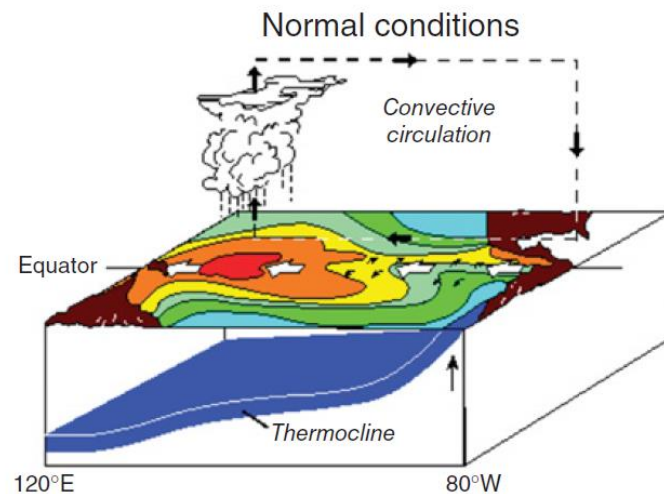 Normal conditions
Convective
circulation
Equator
Thermocline
120°E
80°W